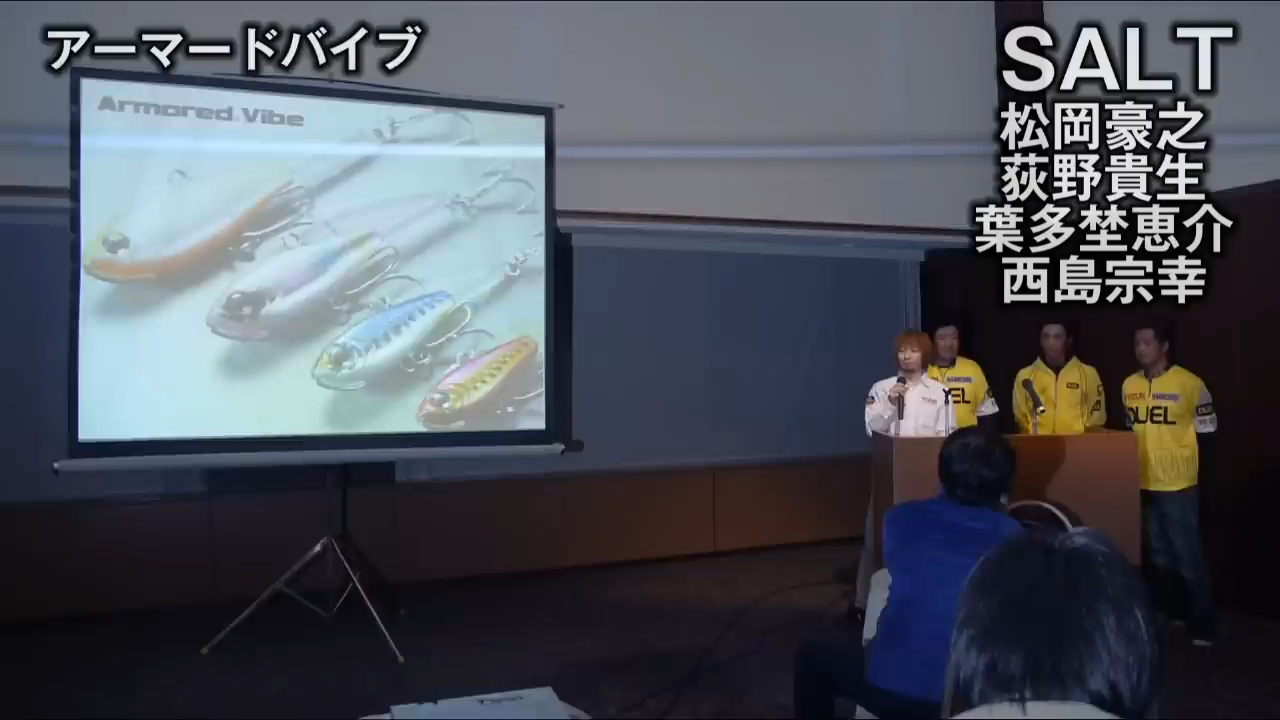 アーマードバイブ
SALT
松岡豪之
荻野貴生
葉多埜恵介
西島宗幸
Armored Vibe
DUEL